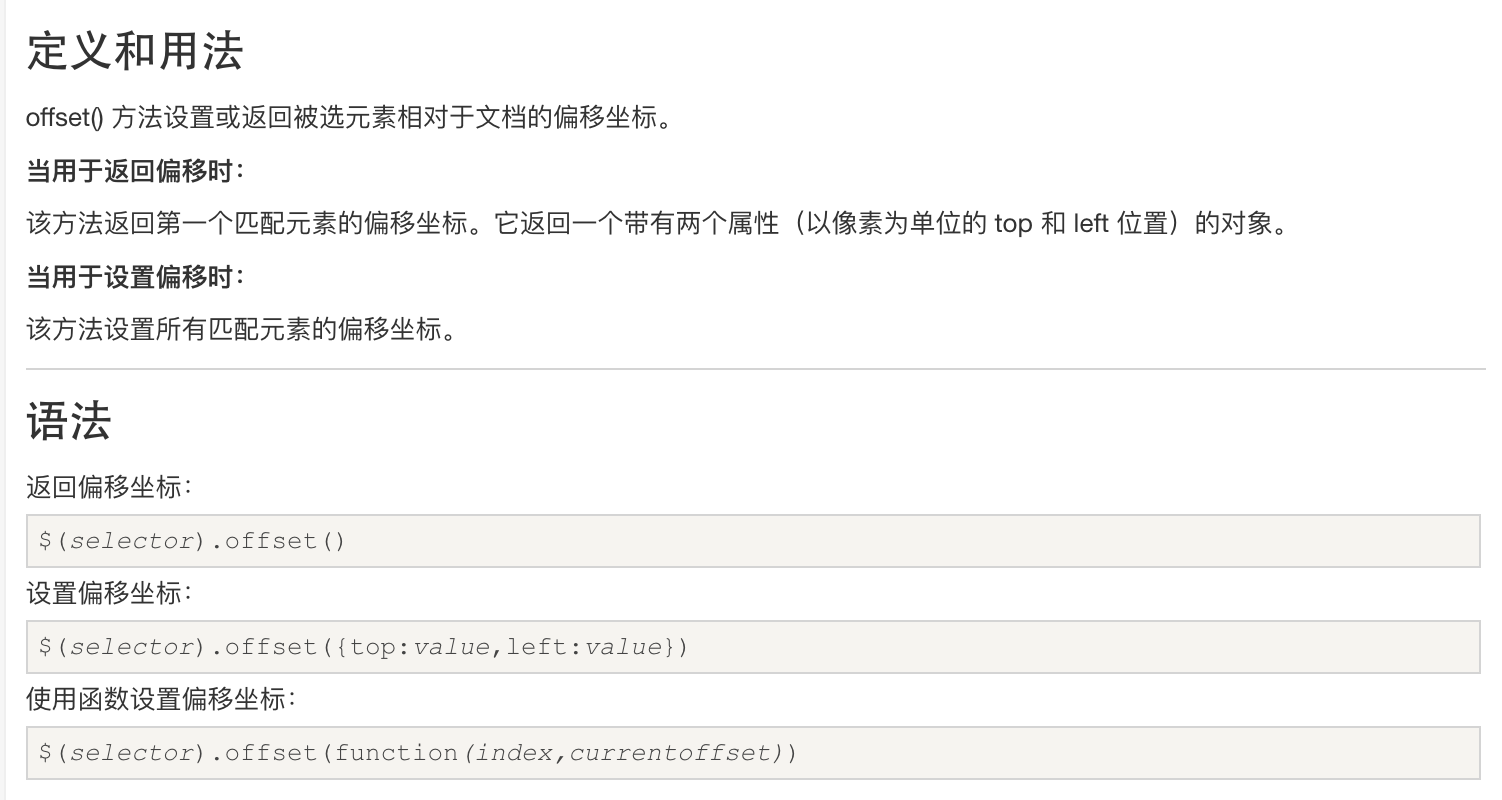 定义和用法
offset() 方法设置或返回被选元素相对于文档的偏移坐标。
当用于返回偏移时：
该方法返回第一个匹配元素的偏移坐标。它返回一个带有两个属性（以像素为单位的 top 和 left 位置）的对象。
当用于设置偏移时：
该方法设置所有匹配元素的偏移坐标。
语法
返回偏移坐标：
$(selector).offset()
设置偏移坐标：
$(selector).offset({top:value,left:value})
使用函数设置偏移坐标：
$(selector).offset(function(index,currentoffset))